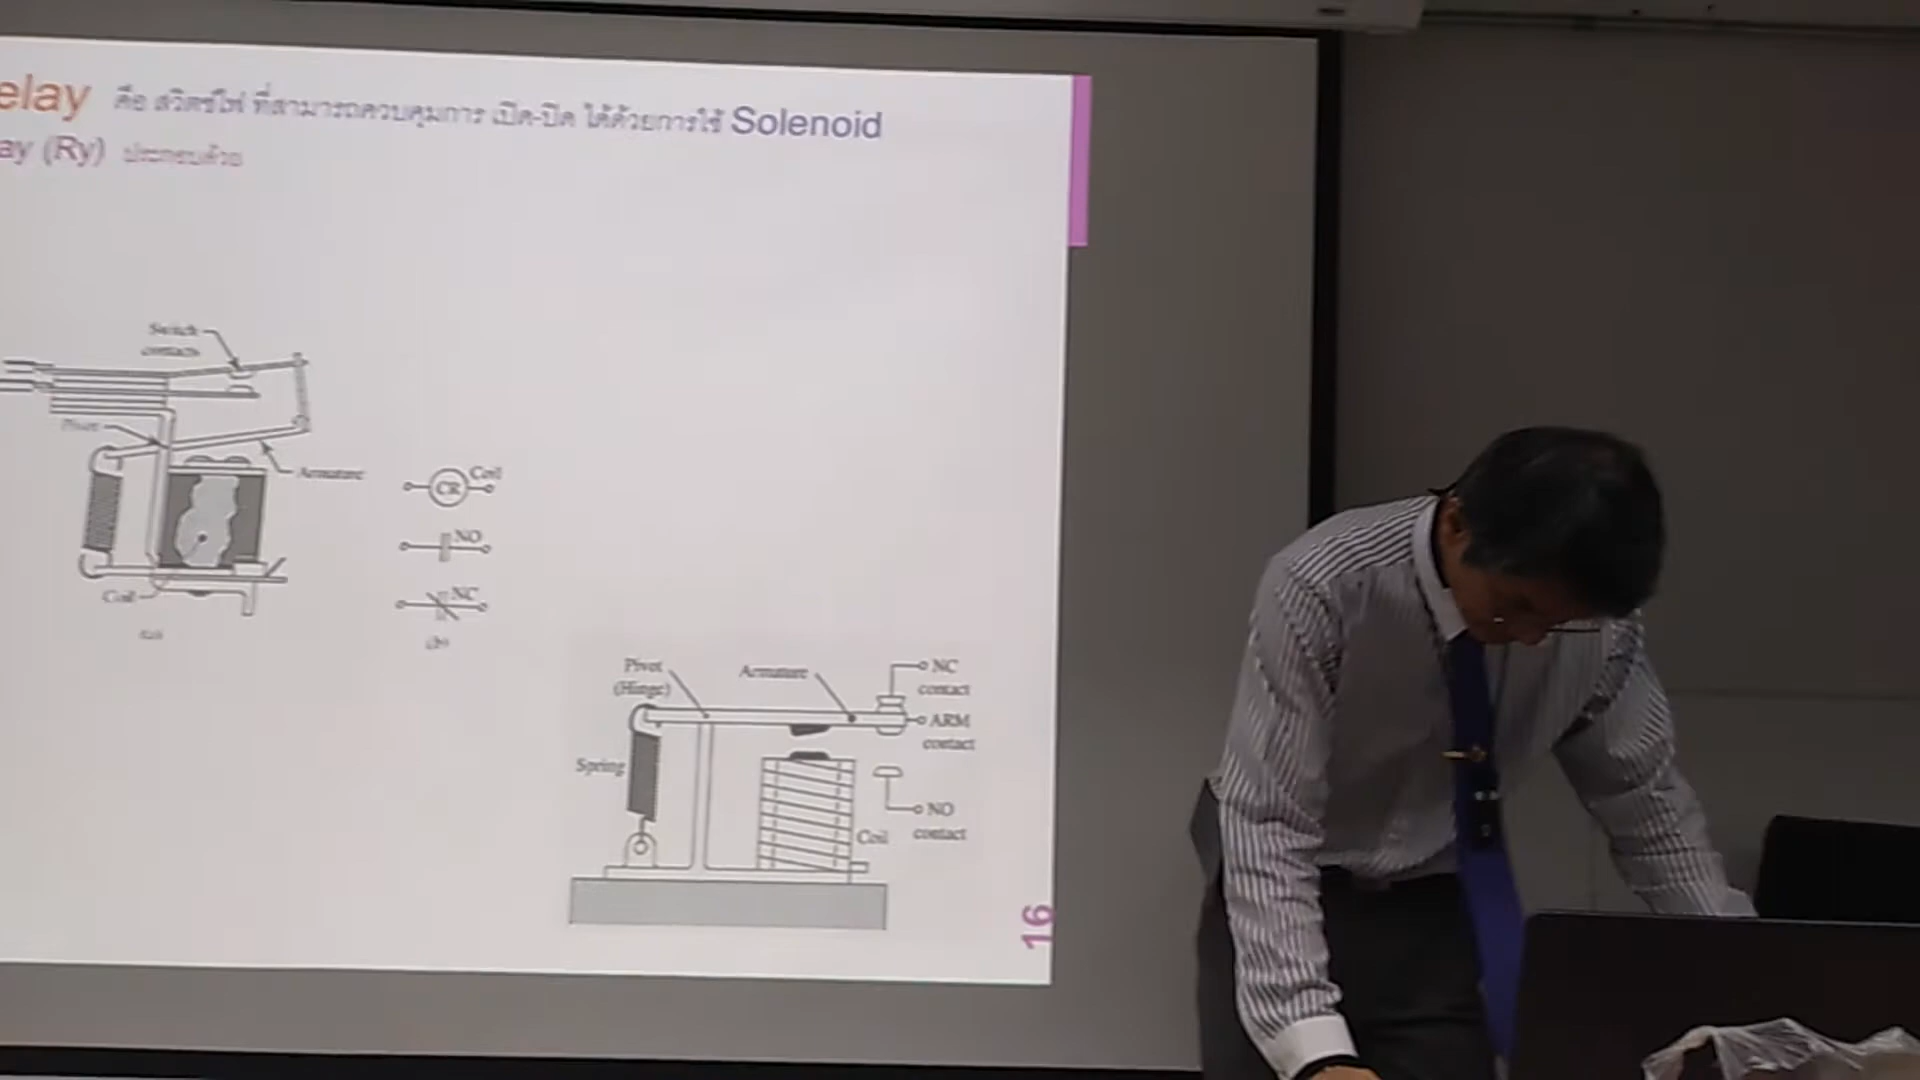 elay คือ สวิตช์ไฟ ที่สามารถควบคุมการ เปิด-ปิด ได้ด้วยการใช้ Solenoid
ay (Ry) ประกอบด้วย
Switch
contacts
Pivot
Armature
Coil
(a)
CR
Coil
NO
NC
(b)
Pivot
(Hinge)
Armature
NC
contact
ARM
contact
Spring
NO
contact
Coil
16